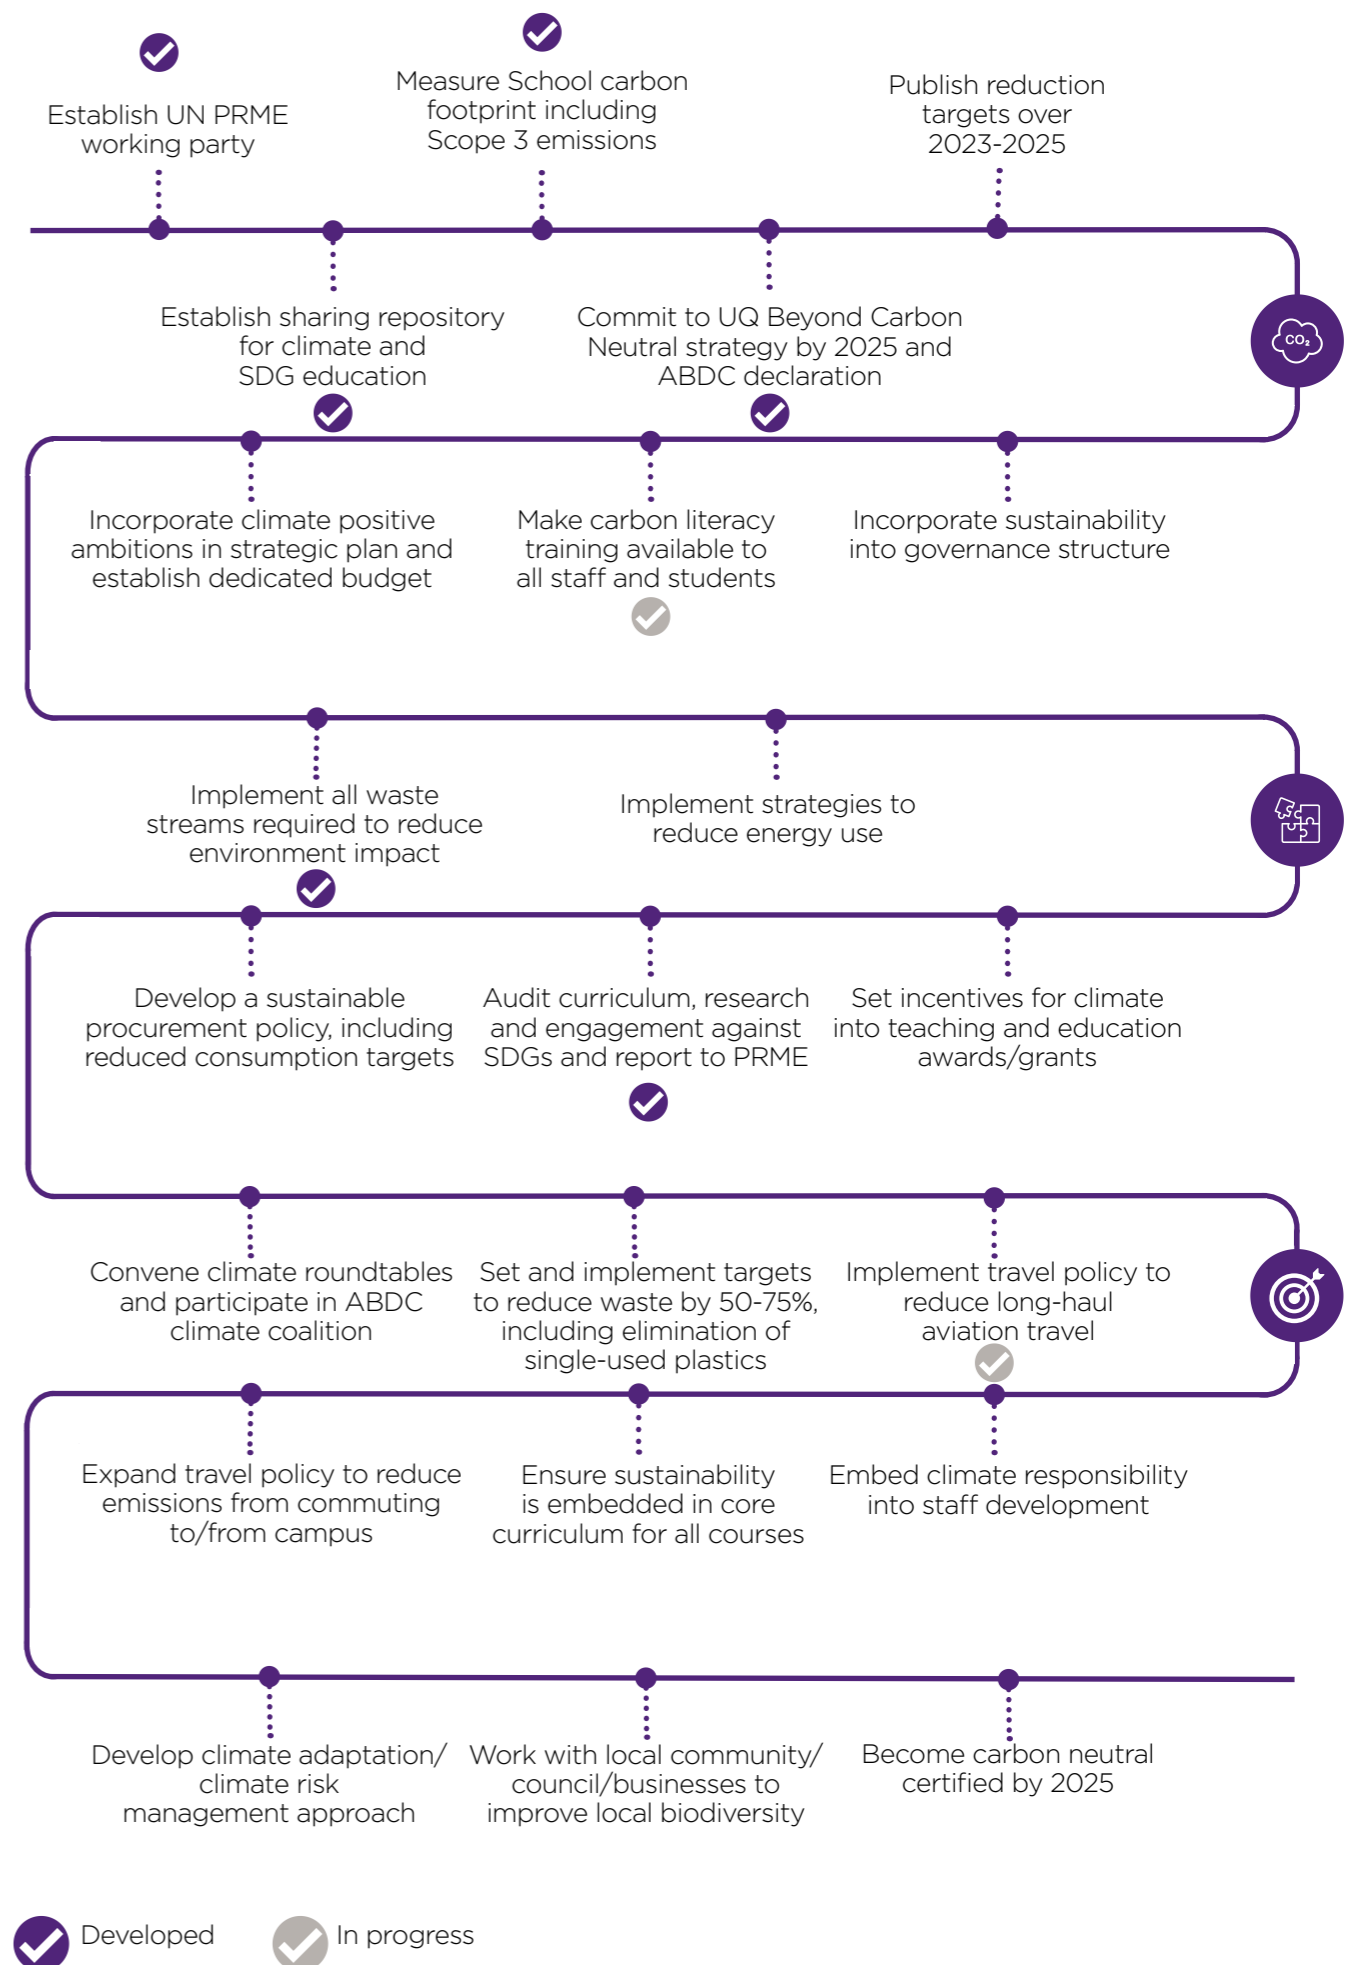 Establish UN PRME
working party
Measure School carbon
footprint including
Scope 3 emissions
Publish reduction
targets over
2023-2025
Establish sharing repository
for climate and
SDG education
Commit to UQ Beyond Carbon
Neutral strategy by 2025 and
ABDC declaration
CO₂
Incorporate climate positive
ambitions in strategic plan and
establish dedicated budget
Make carbon literacy
training available to
all staff and students
Incorporate sustainability
into governance structure
Implement all waste
streams required to reduce
environment impact
Implement strategies to
reduce energy use
Develop a sustainable
procurement policy, including
reduced consumption targets
Audit curriculum, research
and engagement against
SDGs and report to PRME
Set incentives for climate
into teaching and education
awards/grants
Convene climate roundtables
and participate in ABDC
climate coalition
Set and implement targets
to reduce waste by 50-75%,
including elimination of
single-used plastics
Implement travel policy to
reduce long-haul
aviation travel
Expand travel policy to reduce
emissions from commuting
to/from campus
Ensure sustainability
is embedded in core
curriculum for all courses
Embed climate responsibility
into staff development
Develop climate adaptation/
climate risk
management approach
Work with local community/
council/businesses to
improve local biodiversity
Become carbon neutral
certified by 2025
Developed
In progress